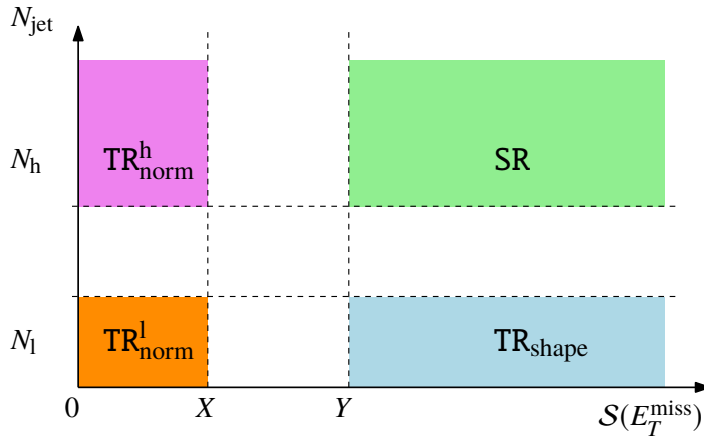 N_jet
N_h TR^h_norm SR
N_l TR^l_norm TR_shape
0 X Y S(E_T^miss)